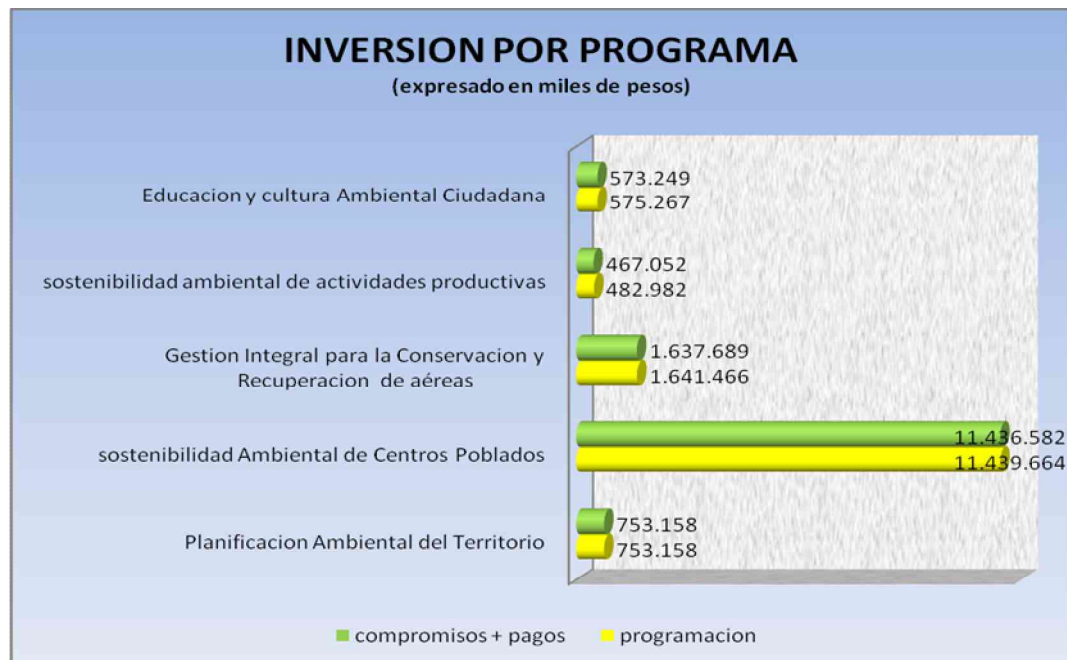 INVERSION POR PROGRAMA
(expresado en miles de pesos)
Educacion y cultura Ambiental Ciudadana
573.249
575.267
sostenibilidad ambiental de actividades productivas
467.052
482.982
Gestion Integral para la Conservacion y
Recuperacion de aéreas
1.637.689
1.641.466
sostenibilidad Ambiental de Centros Poblados
11.436.582
11.439.664
Planificacion Ambiental del Territorio
753.158
753.158
compromisos + pagos
programacion